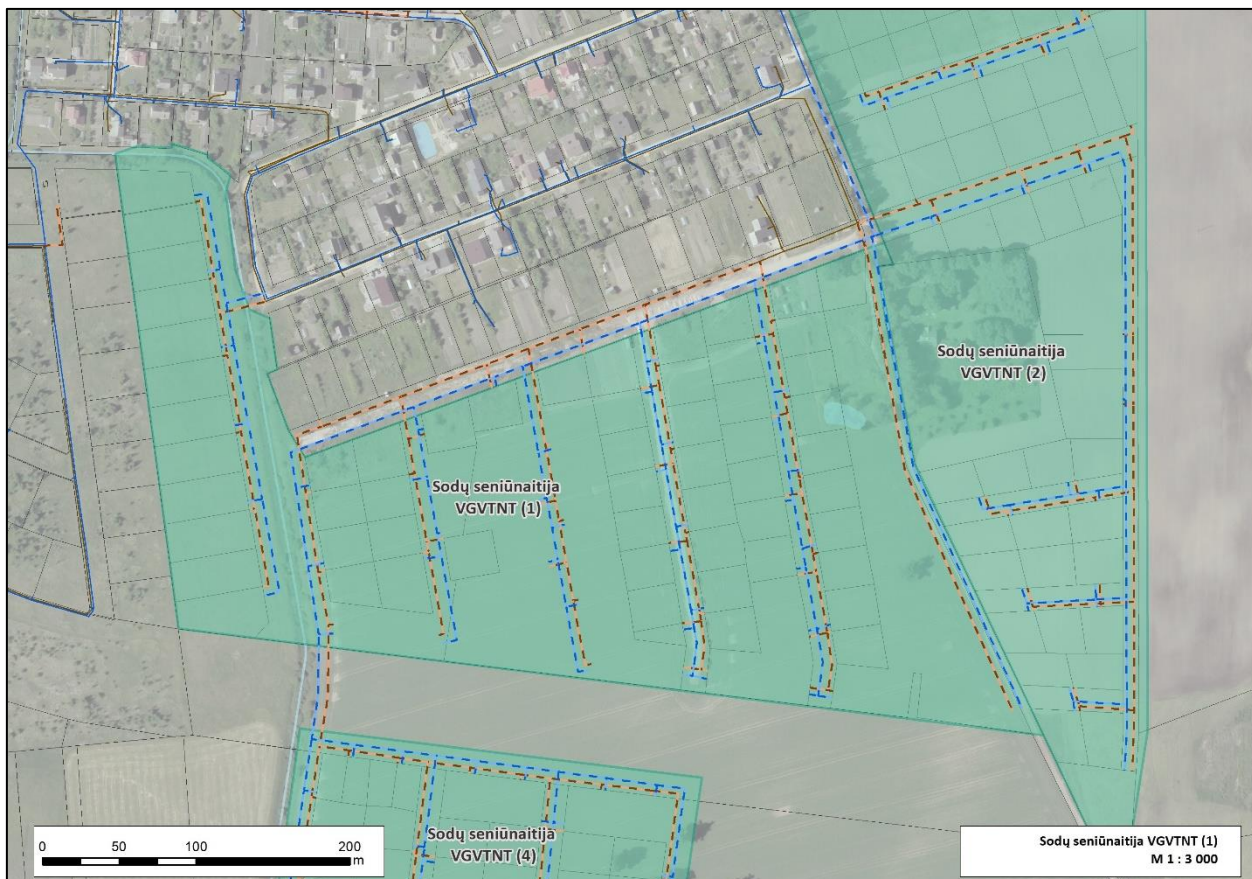 Sodų seniūnaitija
VGVTNT (2)
Sodų seniūnaitija
VGVTNT (1)
Sodų seniūnaitija
VGVTNT (4)
0 50 100 200
m
Sodų seniūnaitija VGVTNT (1)
M 1 : 3 000